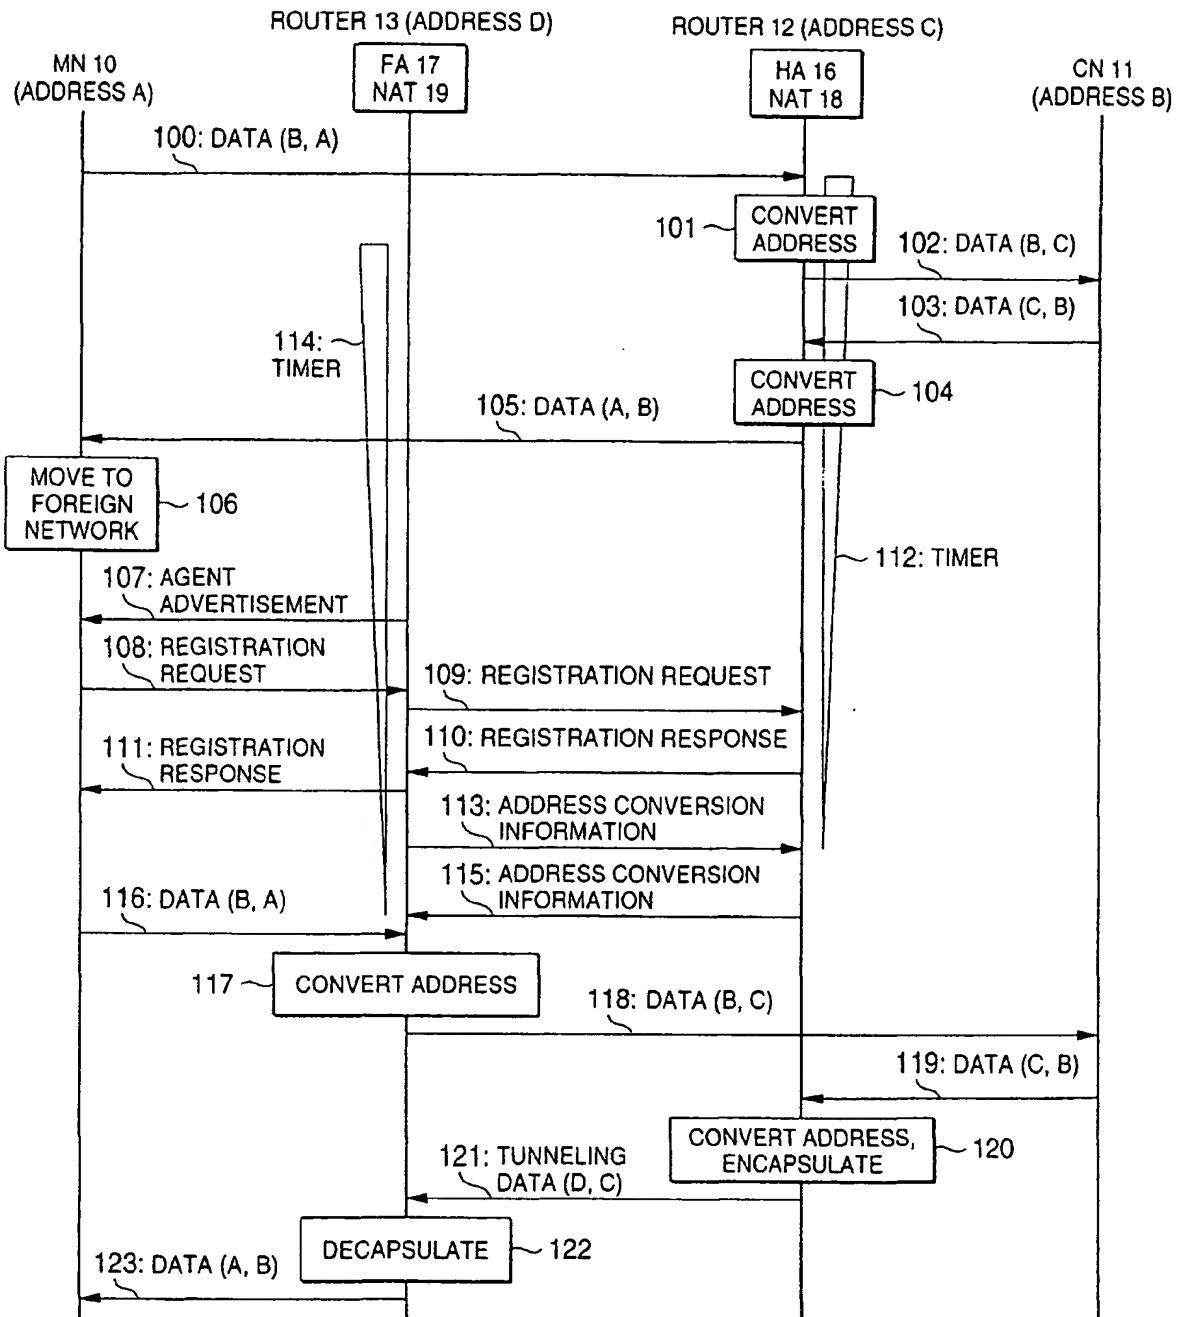 ROUTER 13 (ADDRESS D)
ROUTER 12 (ADDRESS C)
MN 10
(ADDRESS A)
FA 17
NAT 19
HA 16
NAT 18
CN 11
(ADDRESS B)
100: DATA (B, A)
101
CONVERT
ADDRESS
102: DATA (B, C)
103: DATA (C, B)
114:
TIMER
CONVERT
ADDRESS
104
105: DATA (A, B)
MOVE TO
FOREIGN
NETWORK
106
112: TIMER
107: AGENT
ADVERTISEMENT
108: REGISTRATION
REQUEST
109: REGISTRATION REQUEST
110: REGISTRATION RESPONSE
111: REGISTRATION
RESPONSE
113: ADDRESS CONVERSION
INFORMATION
115: ADDRESS CONVERSION
INFORMATION
116: DATA (B, A)
117
CONVERT ADDRESS
118: DATA (B, C)
119: DATA (C, B)
CONVERT ADDRESS,
ENCAPSULATE
120
121: TUNNELING
DATA (D, C)
DECAPSULATE
122
123: DATA (A, B)